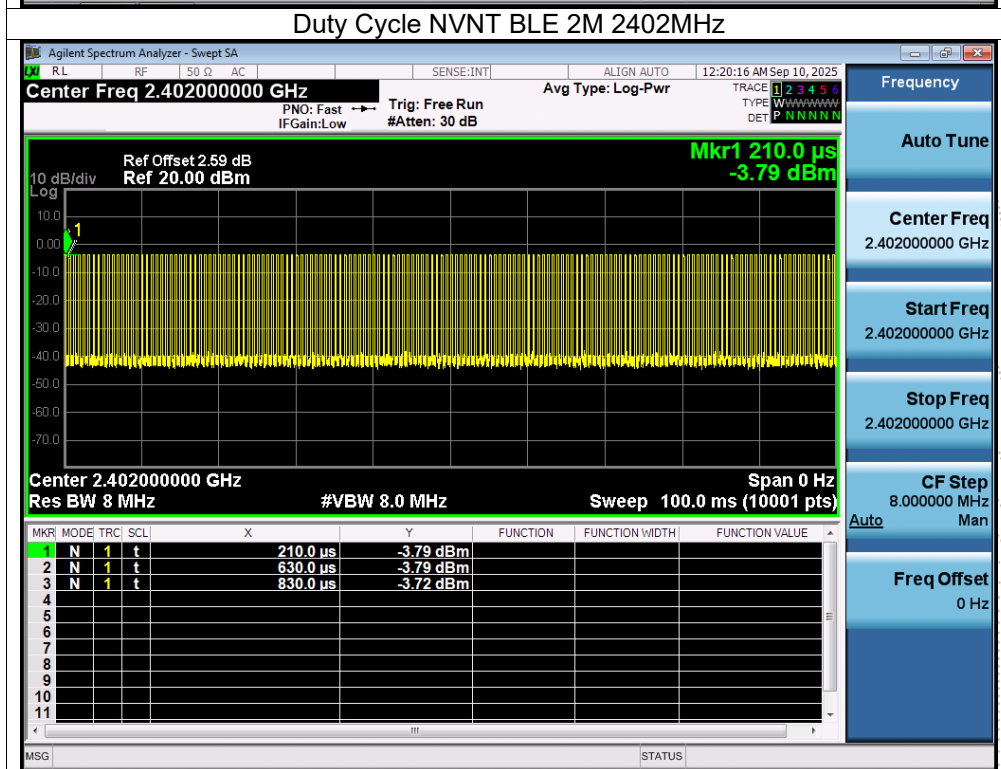 Duty Cycle NVNT BLE 2M 2402MHz
Agilent Spectrum Analyzer - Swept SA
LXI RL RF 50 Ω AC SENSE:INT ALIGN AUTO 12:20:16 AM Sep 10, 2025
Center Freq 2.402000000 GHz
PNO: Fast
IFGain:Low
Trig: Free Run
#Atten: 30 dB
Avg Type: Log-Pwr
TRACE 1 2 3 4 5 6
TYPE WWWWWW
DET P N N N N N
Frequency
Mkr1 210.0 µs
-3.79 dBm
Ref Offset 2.59 dB
10 dB/div Ref 20.00 dBm
Log
10.0
1
0.00
-10.0
-20.0
-30.0
-40.0
-50.0
-60.0
-70.0
Center 2.402000000 GHz Span 0 Hz
Res BW 8 MHz #VBW 8.0 MHz Sweep 100.0 ms (10001 pts)
MKR MODE TRC SCL X Y FUNCTION FUNCTION WIDTH FUNCTION VALUE
1 N 1 t 210.0 µs -3.79 dBm
2 N 1 t 630.0 µs -3.79 dBm
3 N 1 t 830.0 µs -3.72 dBm
4
5
6
7
8
9
10
11
Auto Tune
Center Freq
2.402000000 GHz
Start Freq
2.402000000 GHz
Stop Freq
2.402000000 GHz
CF Step
8.000000 MHz
Auto Man
Freq Offset
0 Hz
MSG STATUS